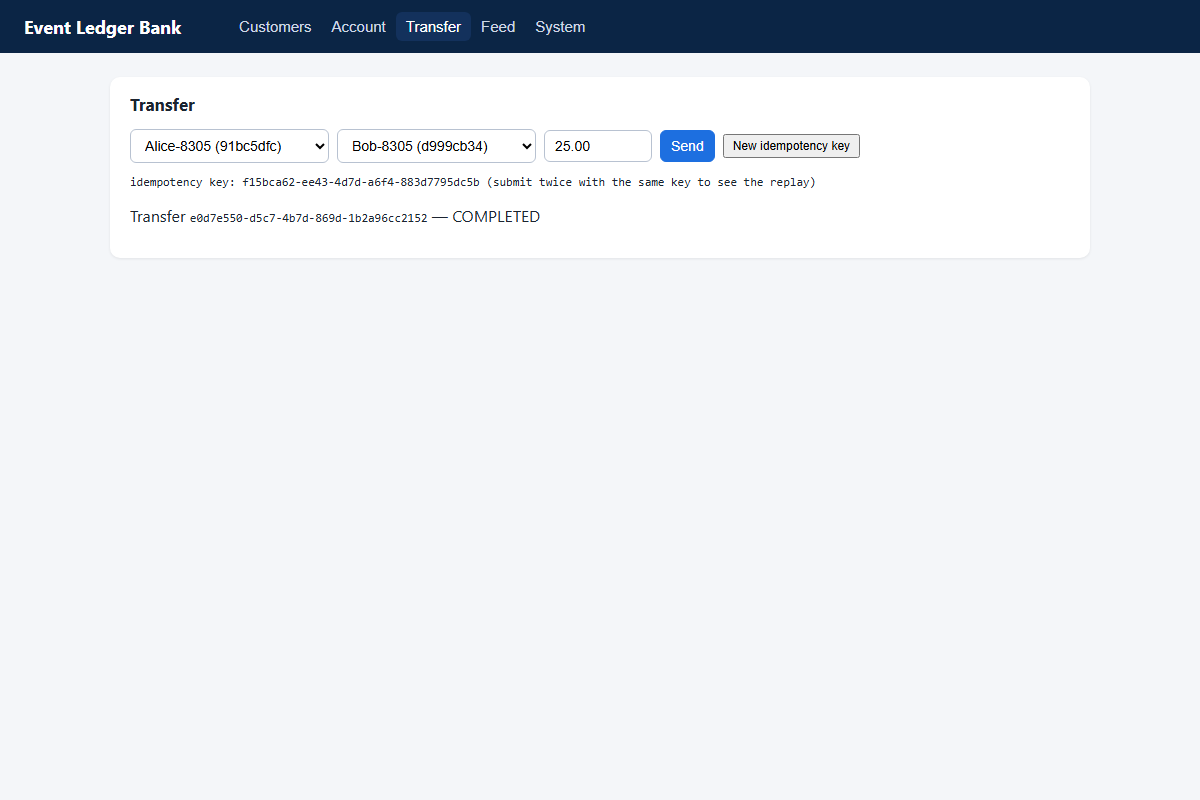 Event Ledger Bank Customers Account Transfer Feed System
Transfer
Alice-8305 (91bc5dfc) Bob-8305 (d999cb34) 25.00 Send New idempotency key
idempotency key: f15bca62-ee43-4d7d-a6f4-883d7795dc5b (submit twice with the same key to see the replay)
Transfer e0d7e550-d5c7-4b7d-869d-1b2a96cc2152 — COMPLETED